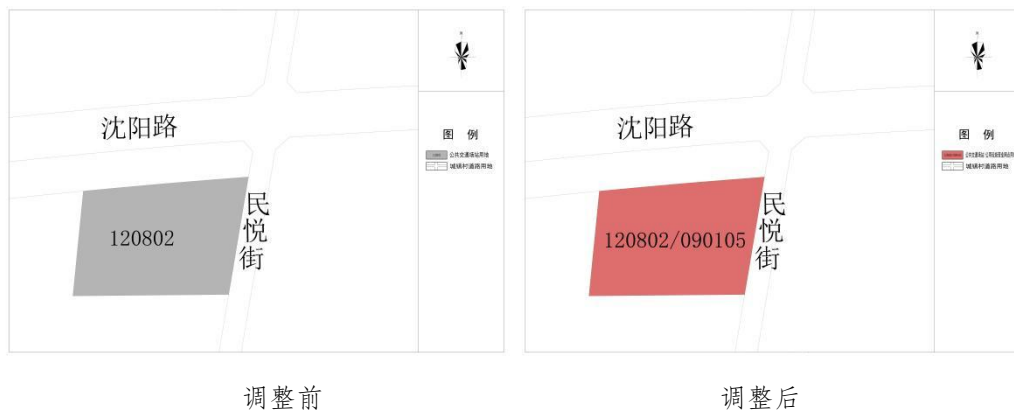 沈阳路
120802
民悦街
图 例
公共交通场站用地
城镇村道路用地
沈阳路
120802/090105
民悦街
图 例
城镇村道路用地
调整前
调整后